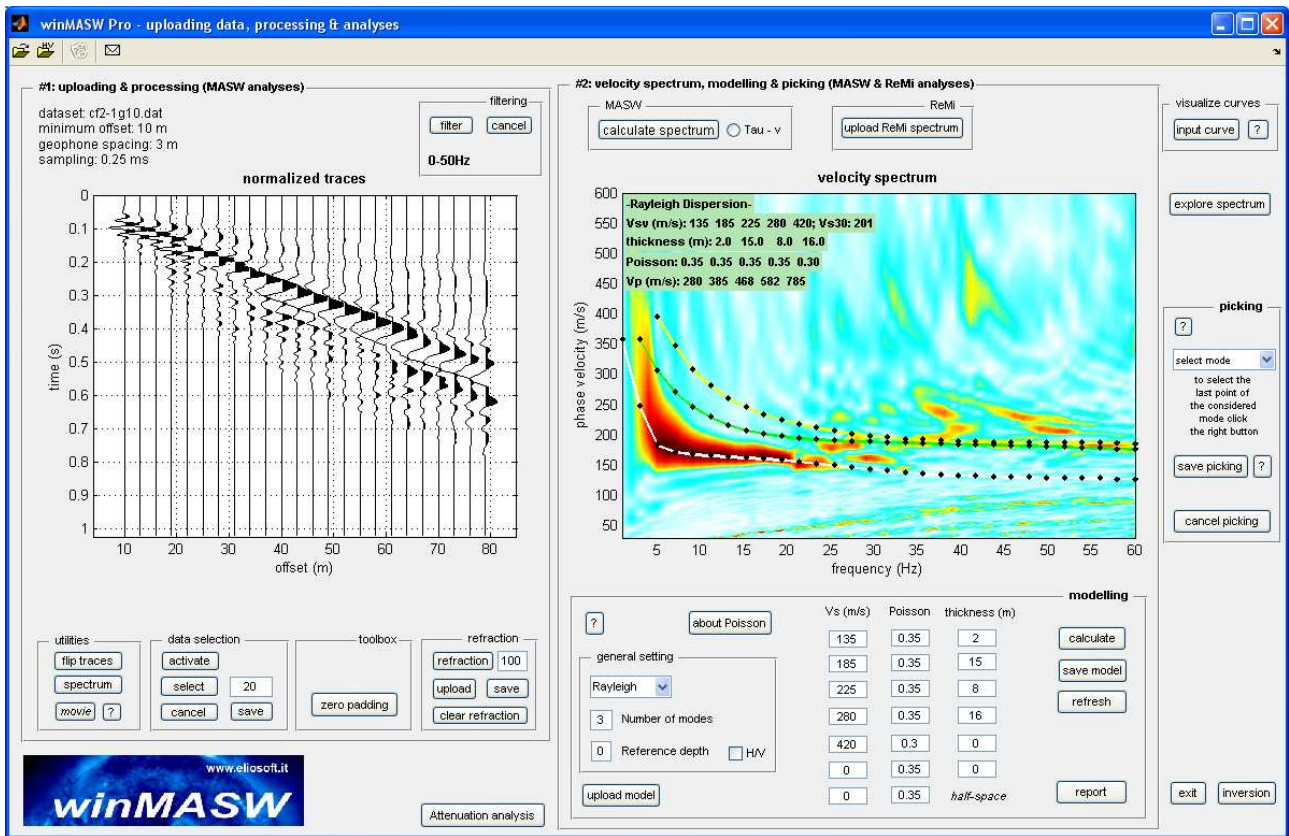 winMASW Pro - uploading data, processing & analyses
HV
#1: uploading & processing (MASW analyses)
dataset: cf2-1g10.dat
minimum offset: 10 m
geophone spacing: 3 m
sampling: 0.25 ms
filtering
filter cancel
0-50Hz
normalized traces
0
0.1
0.2
0.3
0.4
0.5
0.6
0.7
0.8
0.9
1
time (s)
10 20 30 40 50 60 70 80
offset (m)
utilities
flip traces
spectrum
movie ?
data selection
activate
select 20
cancel save
toolbox
zero padding
refraction
refraction 100
upload save
clear refraction
www.eliosoft.it
winMASW
Attenuation analysis
#2: velocity spectrum, modelling & picking (MASW & ReMi analyses)
MASW
calculate spectrum Tau - v
ReMi
upload ReMi spectrum
velocity spectrum
600
550
500
450
400
350
300
250
200
150
100
50
phase velocity (m/s)
-Rayleigh Dispersion-
Vsv (m/s): 135 185 225 280 420; Vs30: 201
thickness (m): 2.0 15.0 8.0 16.0
Poisson: 0.35 0.35 0.35 0.35 0.30
Vp (m/s): 280 385 468 582 785
5 10 15 20 25 30 35 40 45 50 55 60
frequency (Hz)
modelling
? about Poisson
general setting
Rayleigh
3 Number of modes
0 Reference depth H/V
upload model
Vs (m/s) Poisson thickness (m)
135 0.35 2
185 0.35 15
225 0.35 8
280 0.35 16
420 0.3 0
0 0.35 0
0 0.35 half-space
calculate
save model
refresh
report
visualize curves
input curve ?
explore spectrum
picking
?
select mode
to select the
last point of
the considered
mode click
the right button
save picking ?
cancel picking
exit inversion